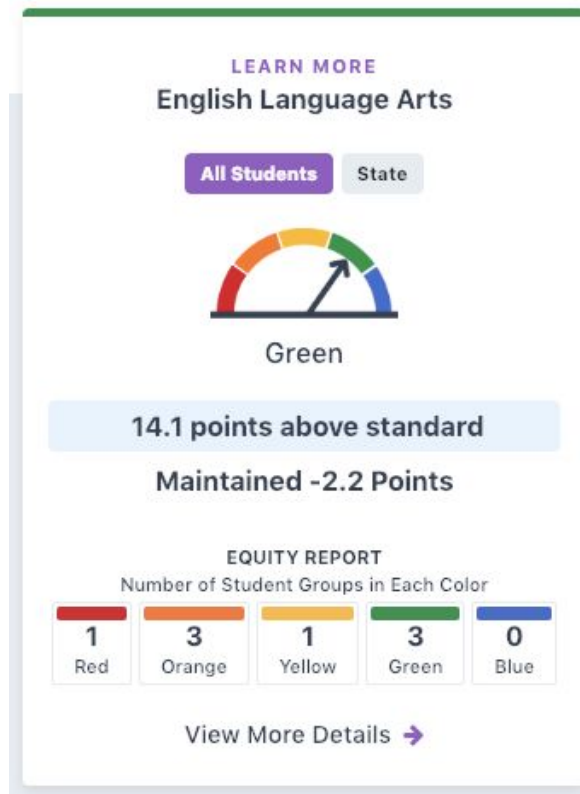 LEARN MORE
English Language Arts
All Students State
Green
14.1 points above standard
Maintained -2.2 Points
EQUITY REPORT
Number of Student Groups in Each Color
1 3 1 3 0
Red Orange Yellow Green Blue
View More Details